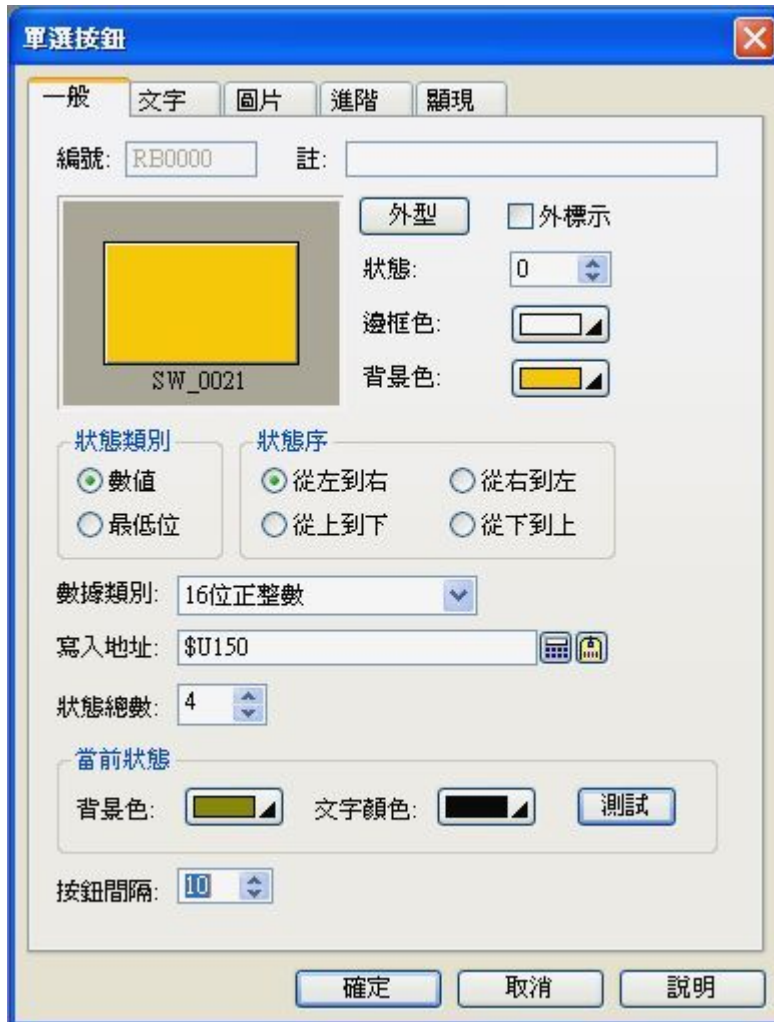 單選按鈕
一般 文字 圖片 進階 顯現
編號: RB0000 註:
外型 外標示
狀態: 0
邊框色:
背景色:
SW_0021
狀態類別 狀態序
數值 從左到右 從右到左
最低位 從上到下 從下到上
數據類別: 16位正整數
寫入地址: $U150
狀態總數: 4
當前狀態
背景色: 文字顏色: 測試
按鈕間隔: 10
確定 取消 說明